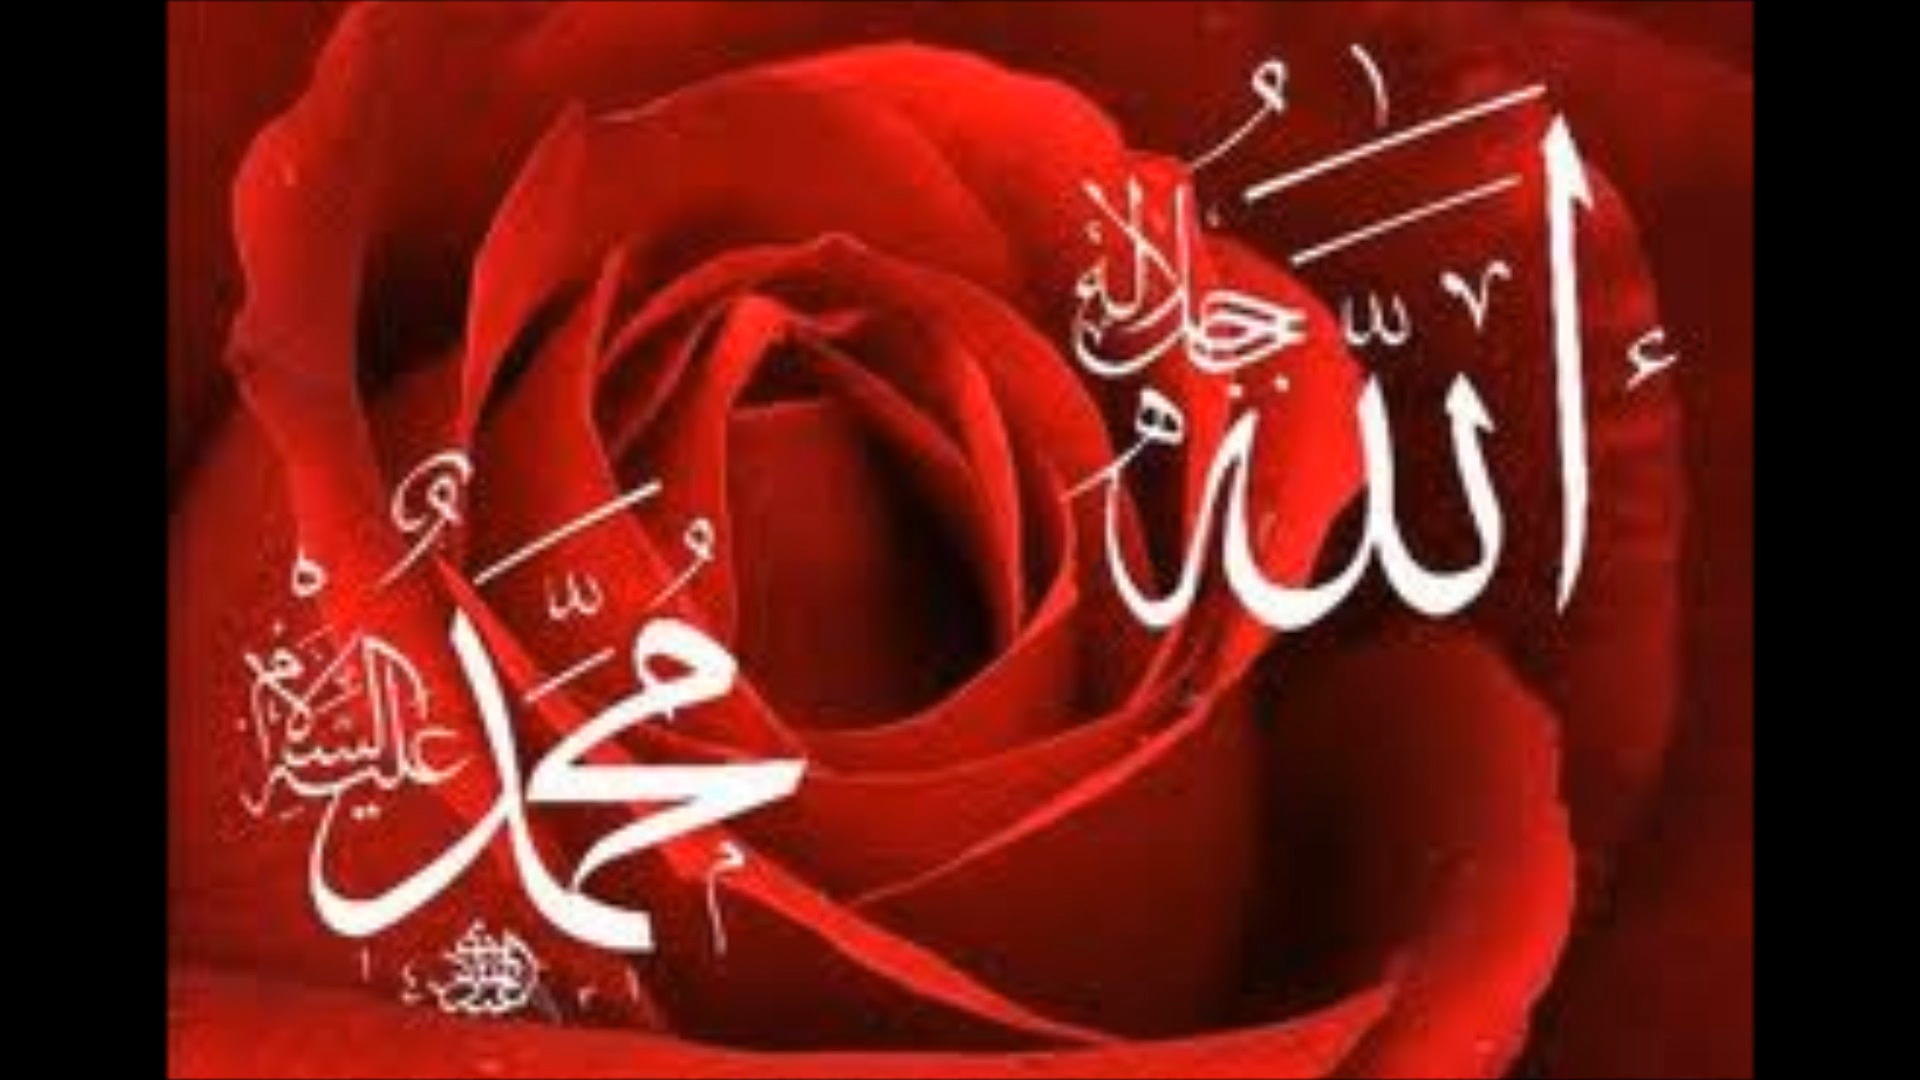 الله
جل جلاله
محمد
عليه السلام